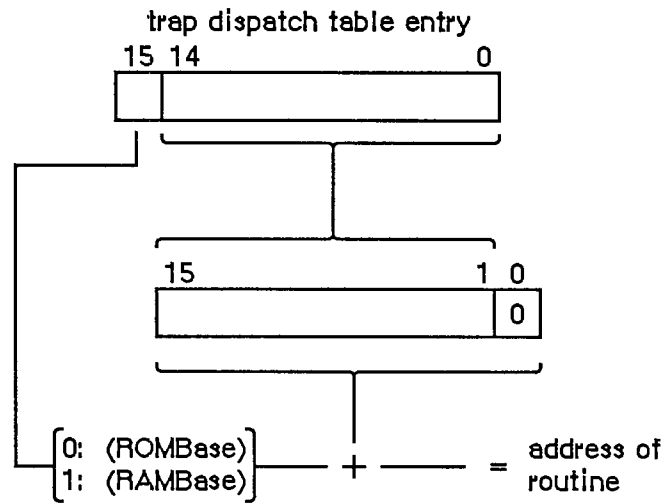 trap dispatch table entry
15 14 0
15 1 0
0
0: (ROMBase)
1: (RAMBase)
+ = address of
routine